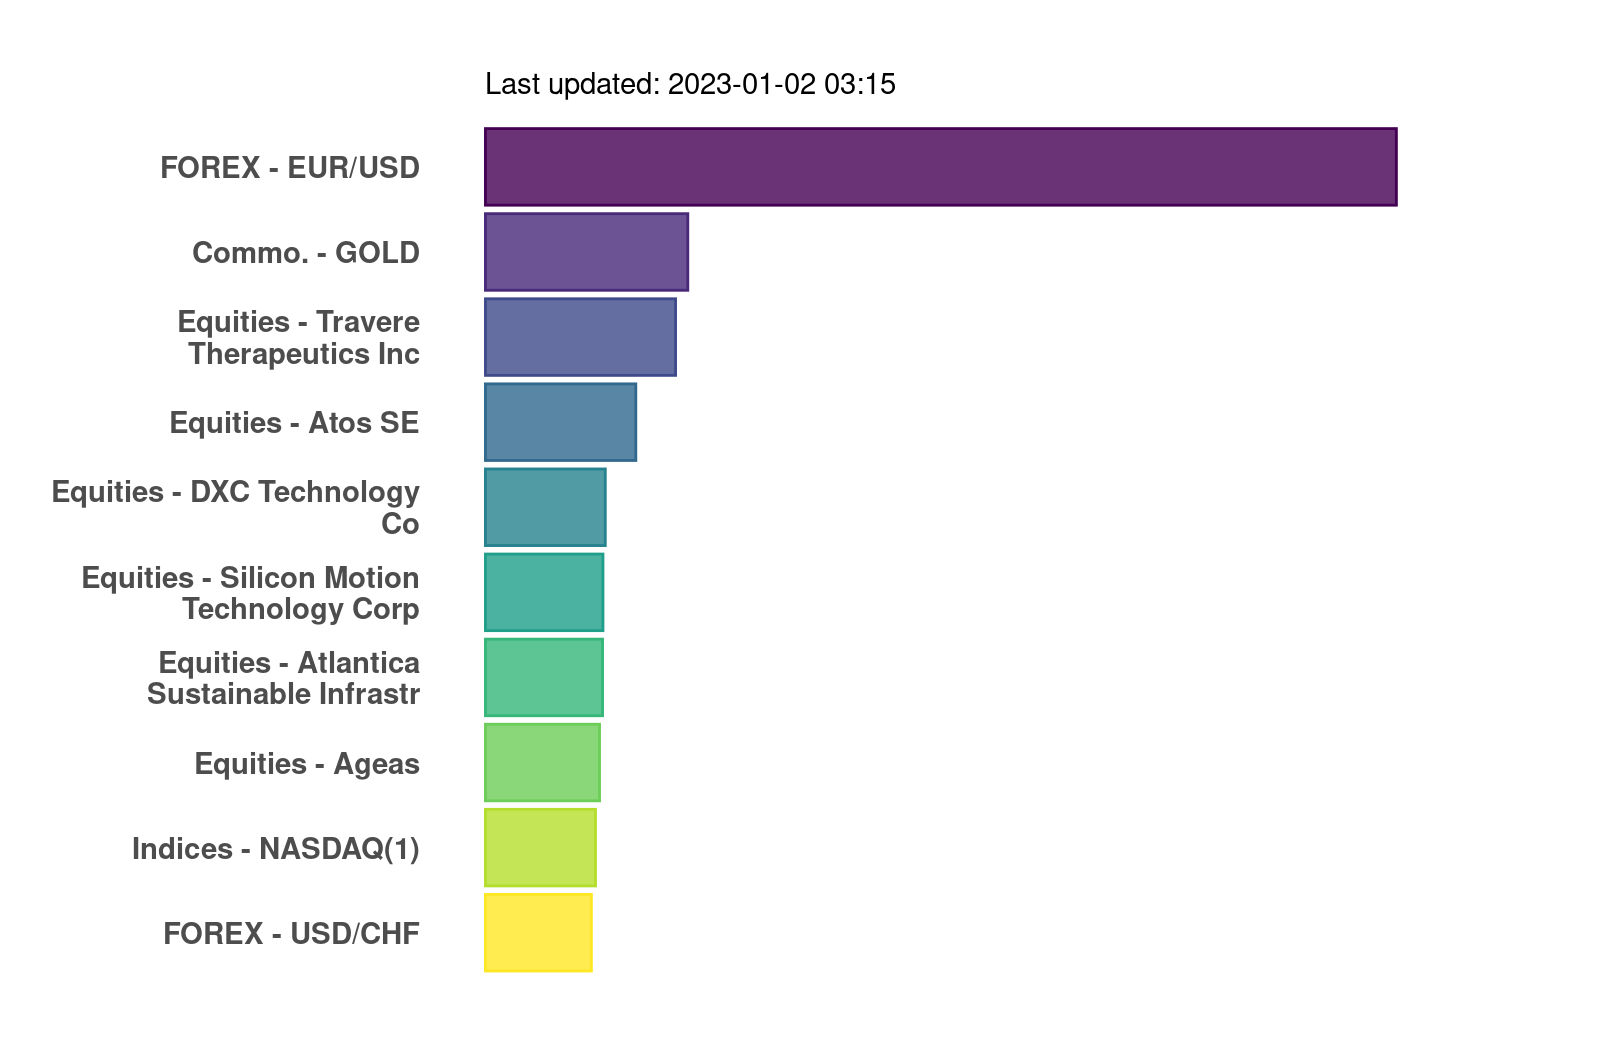 Last updated: 2023-01-02 03:15
FOREX - EUR/USD
Commo. - GOLD
Equities - Travere
Therapeutics Inc
Equities - Atos SE
Equities - DXC Technology
Co
Equities - Silicon Motion
Technology Corp
Equities - Atlantica
Sustainable Infrastr
Equities - Ageas
Indices - NASDAQ(1)
FOREX - USD/CHF